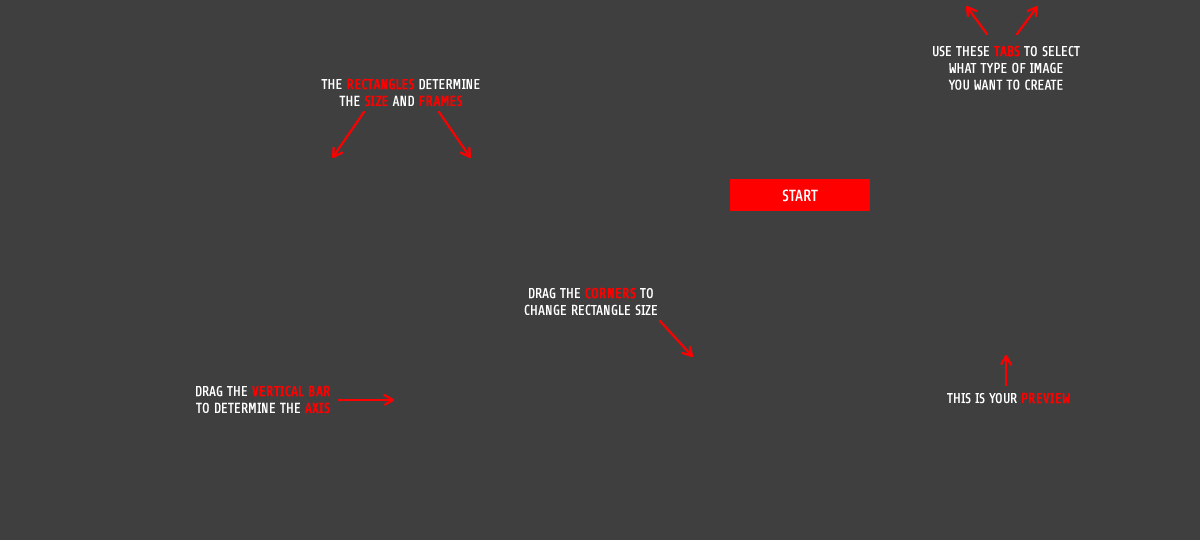 USE THESE TABS TO SELECT
WHAT TYPE OF IMAGE
YOU WANT TO CREATE
THE RECTANGLES DETERMINE
THE SIZE AND FRAMES
START
DRAG THE CORNERS TO
CHANGE RECTANGLE SIZE
DRAG THE VERTICAL BAR
TO DETERMINE THE AXIS
THIS IS YOUR PREVIEW